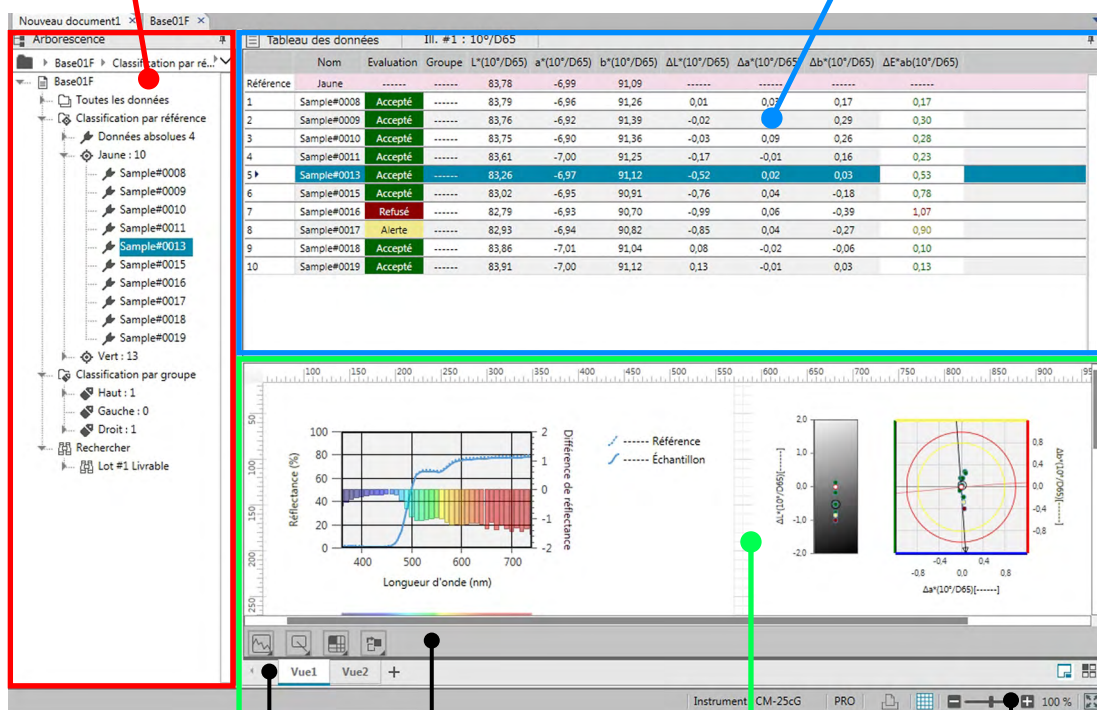 Nouveau document1 × Base01F ×
Arborescence
Base01F Classification par ré...
Base01F
Toutes les données
Classification par référence
Données absolues 4
Jaune : 10
Sample#0008
Sample#0009
Sample#0010
Sample#0011
Sample#0013
Sample#0015
Sample#0016
Sample#0017
Sample#0018
Sample#0019
Vert : 13
Classification par groupe
Haut : 1
Gauche : 0
Droit : 1
Rechercher
Lot #1 Livrable
Tableau des données Ill. #1 : 10°/D65
Nom Evaluation Groupe L*(10°/D65) a*(10°/D65) b*(10°/D65) ΔL*(10°/D65) Δa*(10°/D65) Δb*(10°/D65) ΔE*ab(10°/D65)
Référence Jaune ------ ------ 83,78 -6,99 91,09 ------ ------ ------ ------
1 Sample#0008 Accepté ------ 83,79 -6,96 91,26 0,01 0,03 0,17 0,17
2 Sample#0009 Accepté ------ 83,76 -6,92 91,39 -0,02 0,29 0,30
3 Sample#0010 Accepté ------ 83,75 -6,90 91,36 -0,03 0,09 0,26 0,28
4 Sample#0011 Accepté ------ 83,61 -7,00 91,25 -0,17 -0,01 0,16 0,23
5 Sample#0013 Accepté ------ 83,26 -6,97 91,12 -0,52 0,02 0,03 0,53
6 Sample#0015 Accepté ------ 83,02 -6,95 90,91 -0,76 0,04 -0,18 0,78
7 Sample#0016 Refusé ------ 82,79 -6,93 90,70 -0,99 0,06 -0,39 1,07
8 Sample#0017 Alerte ------ 82,93 -6,94 90,82 -0,85 0,04 -0,27 0,90
9 Sample#0018 Accepté ------ 83,86 -7,01 91,04 0,08 -0,02 -0,06 0,10
10 Sample#0019 Accepté ------ 83,91 -7,00 91,12 0,13 -0,01 0,03 0,13
100 150 200 250 300 350 400 450 500 550 600 650 700 750 800 850 900
50
100
150
200
250
Réflectance (%)
100
80
60
40
20
0
400 500 600 700
Longueur d'onde (nm)
2
1
0
-1
-2
Différence de réflectance
------ Référence
------ Échantillon
ΔL*(10°/D65)[------]
2.0
1.0
0.0
-1.0
-2.0
0,8
0,4
0,0
-0,4
-0,8
Δb*(10°/D65)[------]
-0,4 0,4
-0,8 0,0 0,8
Δa*(10°/D65)[------]
Vue1 Vue2 +
Instrument CM-25cG PRO 100 %